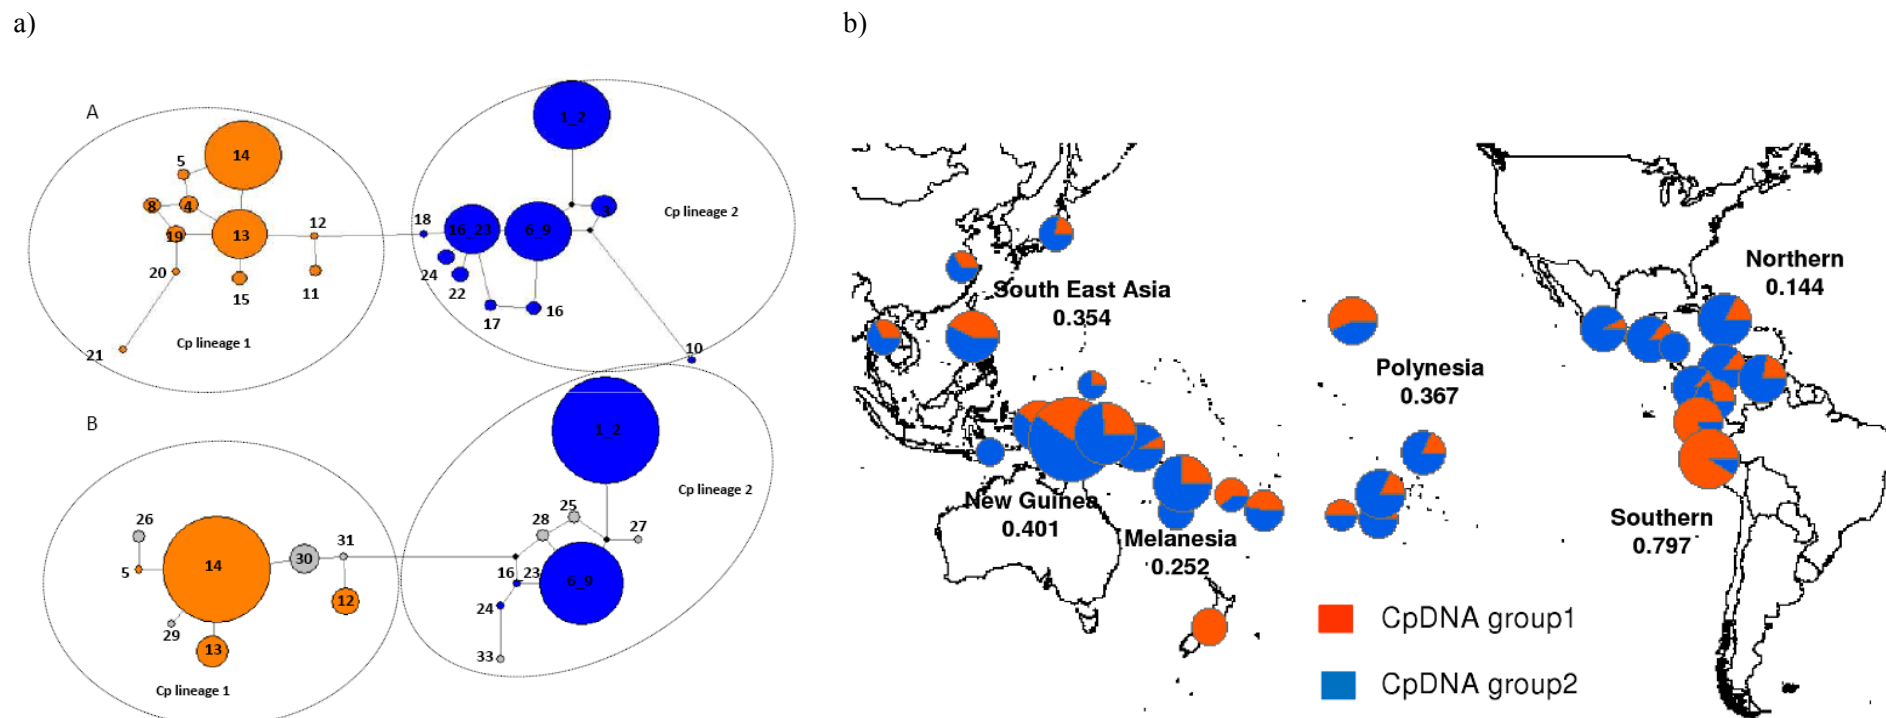 a)
b)
A
14
5
8
4
19
13
12
20
15
11
21
Cp lineage 1
1_2
3
Cp lineage 2
18
16_23
6_9
24
22
17
16
10
B
26
5
14
30
31
12
29
13
Cp lineage 1
1_2
Cp lineage 2
25
28
27
16_23
6_9
24
33
South East Asia
0.354
Northern
0.144
Polynesia
0.367
New Guinea
0.401
Melanesia
0.252
Southern
0.797
CpDNA group1
CpDNA group2